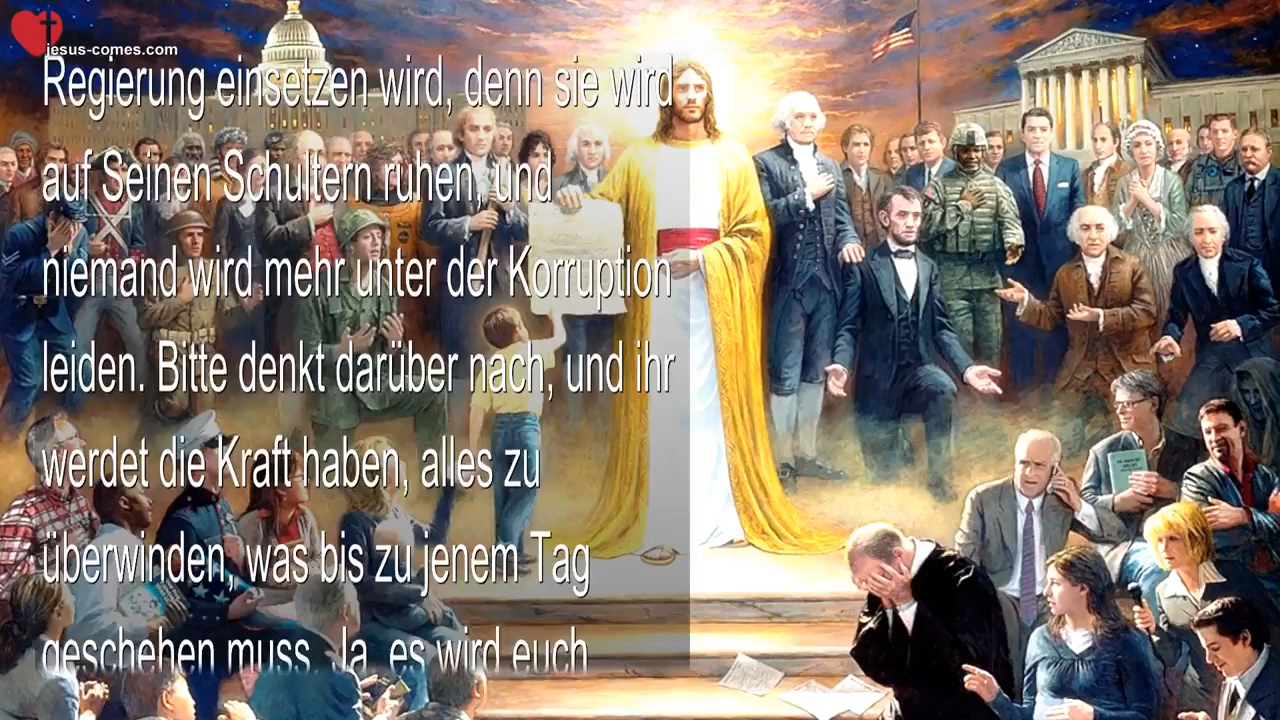 jesus-comes.com
Regierung einsetzen wird, denn sie wird
auf Seinen Schultern ruhen, und
niemand wird mehr unter der Korruption
leiden. Bitte denkt darüber nach, und ihr
werdet die Kraft haben, alles zu
überwinden, was bis zu jenem Tag
geschehen muss. Ja, es wird euch